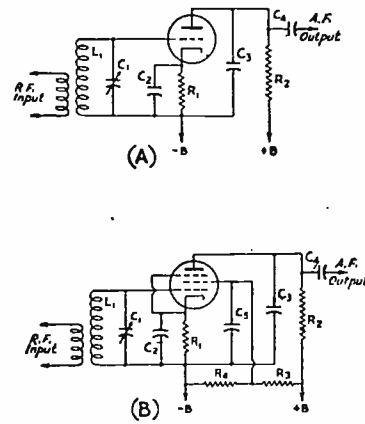 C4 A.F. Output
L1
C1
C2
R1
C3
R2
R.F. Input
-B
+B
(A)
C4 A.F. Output
L1
C1
C2
R1
C5
C3
R2
R.F. Input
R4
R3
-B
+B
(B)